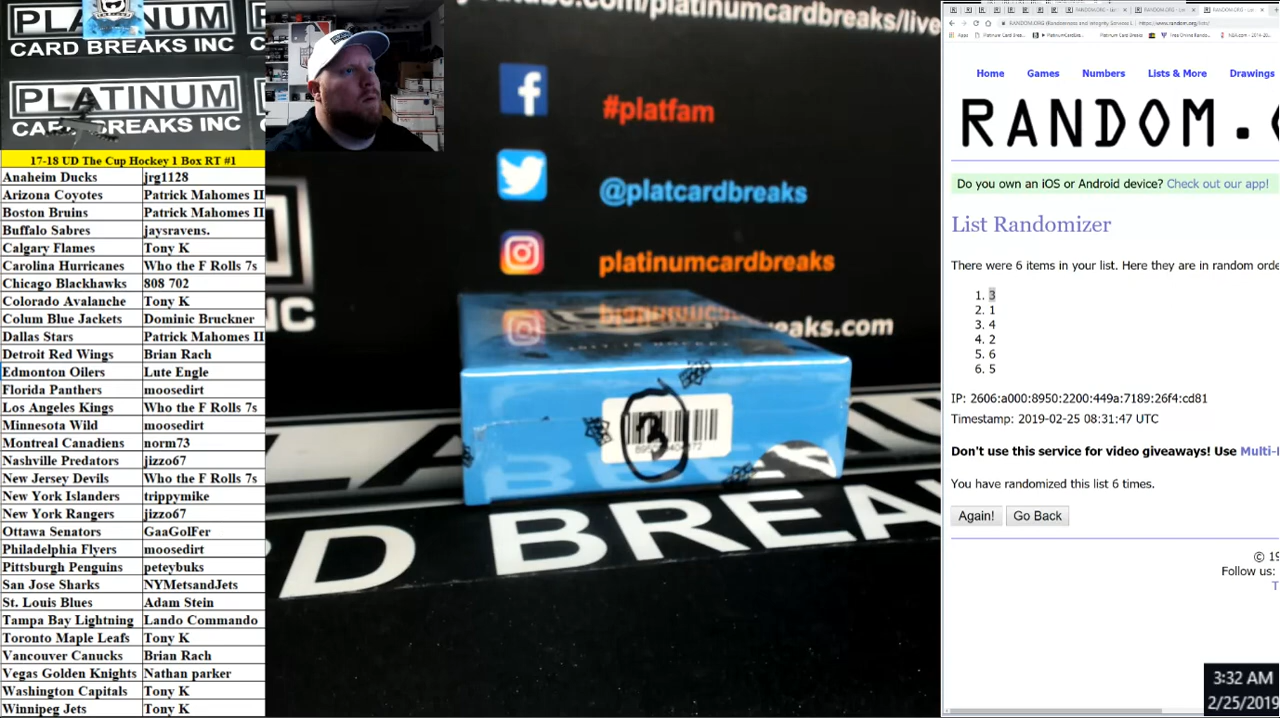 PLATINUM
CARD BREAKS INC
PLATINUM
BREAKS INC
17-18 UD The Cup Hockey 1 Box RT #1
Anaheim Ducks jrg1128
Arizona Coyotes Patrick Mahomes II
Boston Bruins Patrick Mahomes II
Buffalo Sabres jaysravens.
Calgary Flames Tony K
Carolina Hurricanes Who the F Rolls 7s
Chicago Blackhawks 808 702
Colorado Avalanche Tony K
Colum Blue Jackets Dominic Bruckner
Dallas Stars Patrick Mahomes II
Detroit Red Wings Brian Rach
Edmonton Oilers Lute Engle
Florida Panthers moosedirt
Los Angeles Kings Who the F Rolls 7s
Minnesota Wild moosedirt
Montreal Canadiens norm73
Nashville Predators jizzo67
New Jersey Devils Who the F Rolls 7s
New York Islanders trippymike
New York Rangers jizzo67
Ottawa Senators GaaGolFer
Philadelphia Flyers moosedirt
Pittsburgh Penguins peteybuks
San Jose Sharks NYMetsandJets
St. Louis Blues Adam Stein
Tampa Bay Lightning Lando Commando
Toronto Maple Leafs Tony K
Vancouver Canucks Brian Rach
Vegas Golden Knights Nathan parker
Washington Capitals Tony K
Winnipeg Jets Tony K
youtube.com/platinumcardbreaks/live
#platfam
@platcardbreaks
platinumcardbreaks
eaks.com
NC
3
D BREA
Home Games Numbers Lists & More Drawings
RANDOM.
Do you own an iOS or Android device? Check out our app!
List Randomizer
There were 6 items in your list. Here they are in random orde
1. 3
2. 1
3. 4
4. 2
5. 6
6. 5
IP: 2606:a000:8950:2200:449a:7189:26f4:cd81
Timestamp: 2019-02-25 08:31:47 UTC
Don't use this service for video giveaways! Use Multi-
You have randomized this list 6 times.
Again! Go Back
© 19
Follow us:
T
3:32 AM
2/25/2019